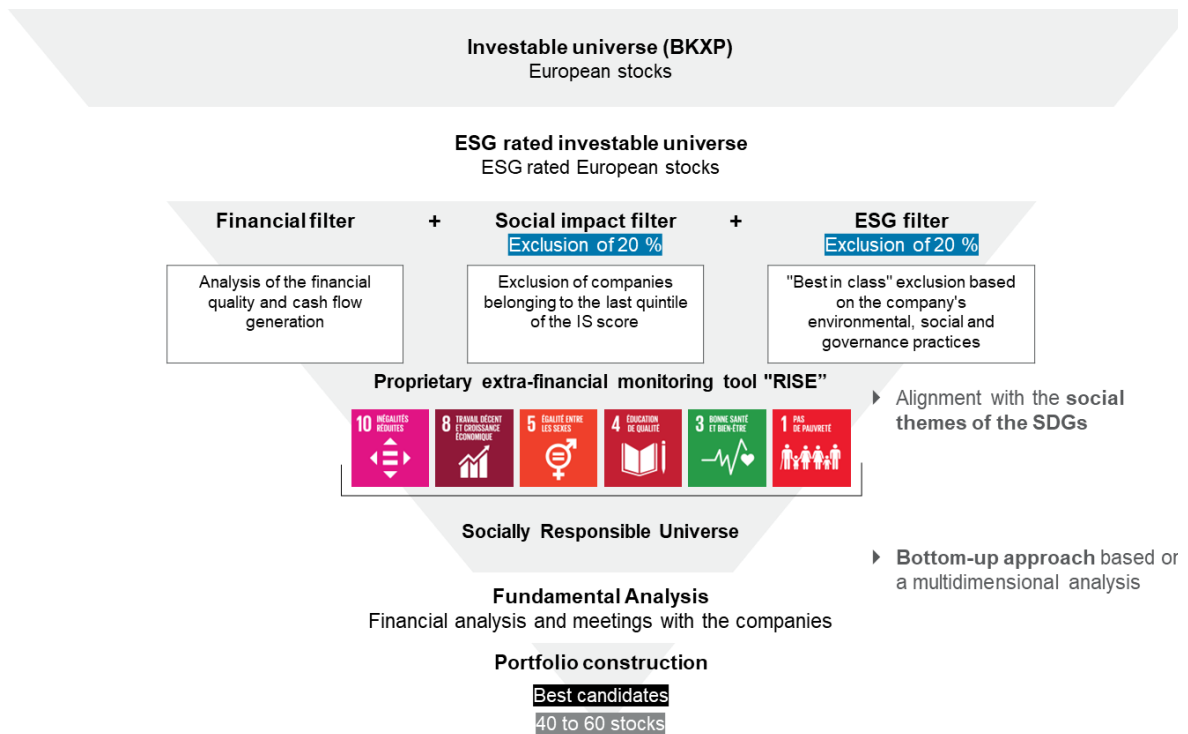 Investable universe (BKXP)
European stocks
ESG rated investable universe
ESG rated European stocks
Financial filter + Social impact filter + ESG filter
Exclusion of 20 %
Exclusion of 20 %
Analysis of the financial
quality and cash flow
generation
Exclusion of companies
belonging to the last quintile
of the IS score
"Best in class" exclusion based
on the company's
environmental, social and
governance practices
Proprietary extra-financial monitoring tool "RISE”
10 INÉGALITÉS
RÉDUITES
8 TRAVAIL DÉCENT
ET CROISSANCE
ÉCONOMIQUE
5 ÉGALITÉ ENTRE
LES SEXES
4 ÉDUCATION
DE QUALITÉ
3 BONNE SANTÉ
ET BIEN-ÊTRE
1 PAS
DE PAUVRETÉ
Alignment with the social
themes of the SDGs
Socially Responsible Universe
Bottom-up approach based on
a multidimensional analysis
Fundamental Analysis
Financial analysis and meetings with the companies
Portfolio construction
Best candidates
40 to 60 stocks